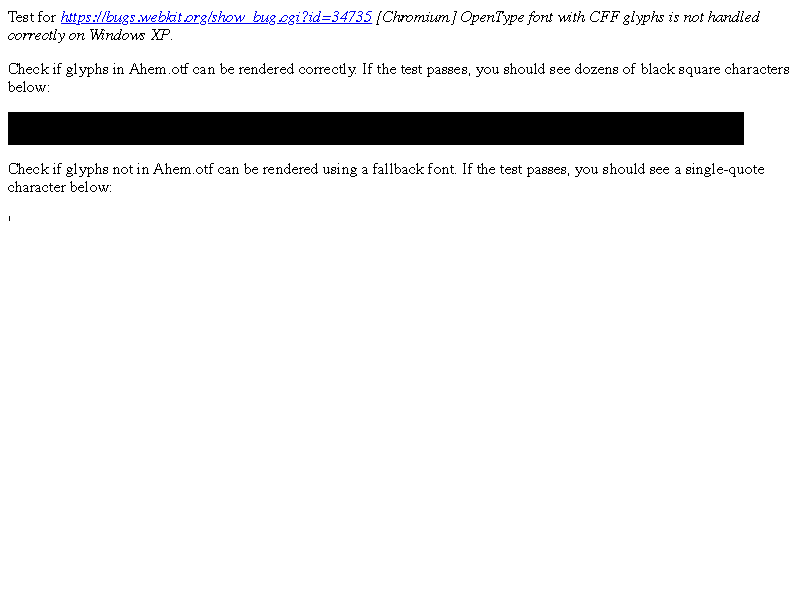 Test for https://bugs.webkit.org/show_bug.cgi?id=34735 [Chromium] OpenType font with CFF glyphs is not handled
correctly on Windows XP.
Check if glyphs in Ahem.otf can be rendered correctly. If the test passes, you should see dozens of black square characters
below:
Check if glyphs not in Ahem.otf can be rendered using a fallback font. If the test passes, you should see a single-quote
character below:
'